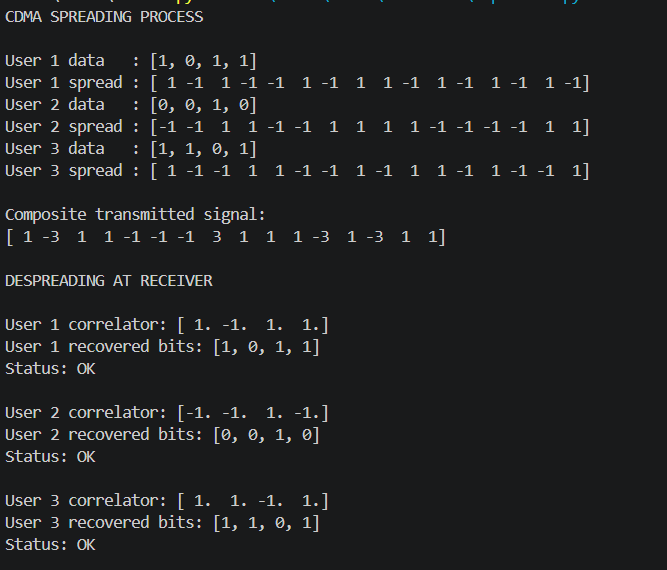 CDMA SPREADING PROCESS
User 1 data   : [1, 0, 1, 1]
User 1 spread : [ 1 -1  1 -1 -1  1 -1  1  1 -1  1 -1  1 -1  1 -1]
User 2 data   : [0, 0, 1, 0]
User 2 spread : [-1 -1  1  1 -1 -1  1  1  1  1 -1 -1 -1 -1  1  1]
User 3 data   : [1, 1, 0, 1]
User 3 spread : [ 1 -1 -1  1  1 -1 -1  1 -1  1  1 -1  1 -1 -1  1]
Composite transmitted signal:
[ 1 -3  1  1 -1 -1 -1  3  1  1  1 -3  1 -3  1  1]
DESPREADING AT RECEIVER
User 1 correlator: [ 1. -1.  1.  1.]
User 1 recovered bits: [1, 0, 1, 1]
Status: OK
User 2 correlator: [-1. -1.  1. -1.]
User 2 recovered bits: [0, 0, 1, 0]
Status: OK
User 3 correlator: [ 1.  1. -1.  1.]
User 3 recovered bits: [1, 1, 0, 1]
Status: OK